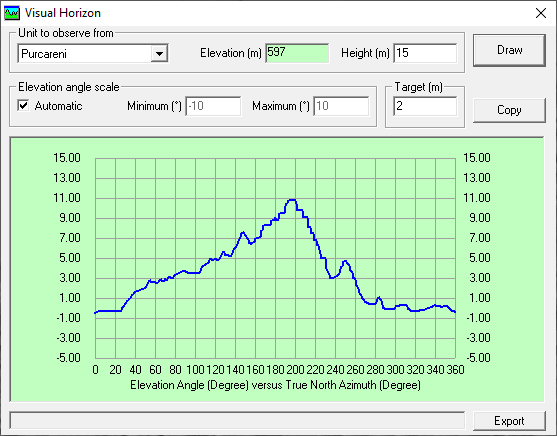 Visual Horizon
Unit to observe from
Purcareni
Elevation (m) 597
Height (m) 15
Draw
Elevation angle scale
Automatic
Minimum (°) -10
Maximum (°) 10
Target (m)
2
Copy
15.00 15.00
13.00 13.00
11.00 11.00
9.00 9.00
7.00 7.00
5.00 5.00
3.00 3.00
1.00 1.00
-1.00 -1.00
-3.00 -3.00
-5.00 -5.00
0 20 40 60 80 100 120 140 160 180 200 220 240 260 280 300 320 340 360
Elevation Angle (Degree) versus True North Azimuth (Degree)
Export